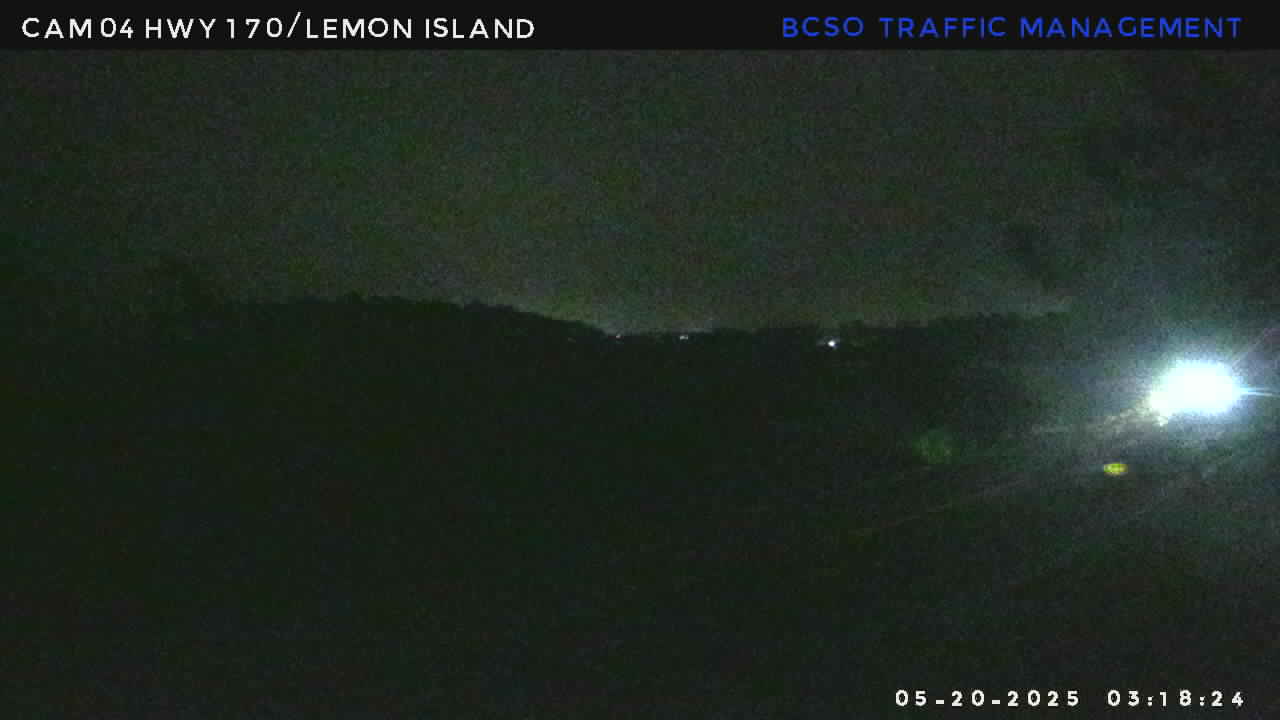 CAM04 HWY 170/LEMON ISLAND
BCSO TRAFFIC MANAGEMENT
05-20-2025 03:18:24